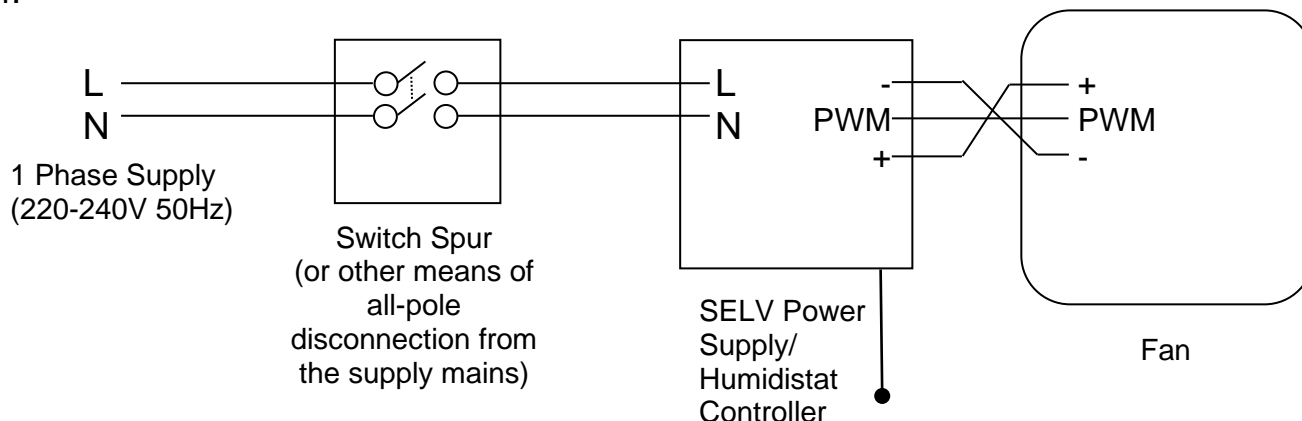 L
N
1 Phase Supply
(220-240V 50Hz)
Switch Spur
(or other means of
all-pole
disconnection from
the supply mains)
L
N
-
PWM
+
SELV Power
Supply/
Humidistat
Controller
+
PWM
-
Fan